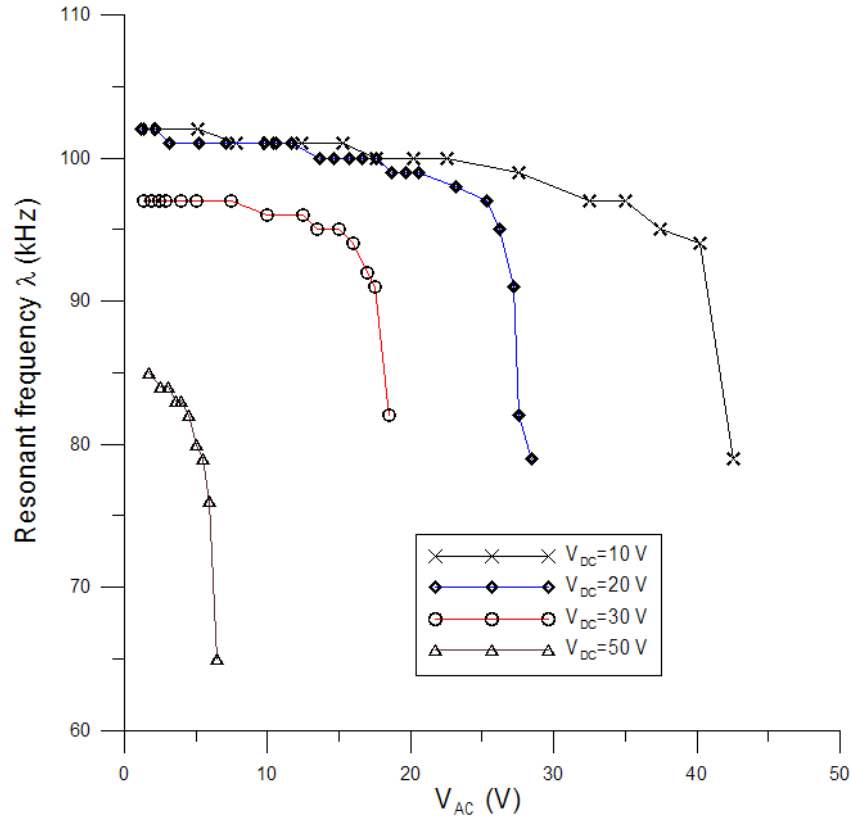 110
100
90
80
70
60
Resonant frequency λ (kHz)
0
10
20
30
40
50
V_AC (V)
V_DC=10 V
V_DC=20 V
V_DC=30 V
V_DC=50 V